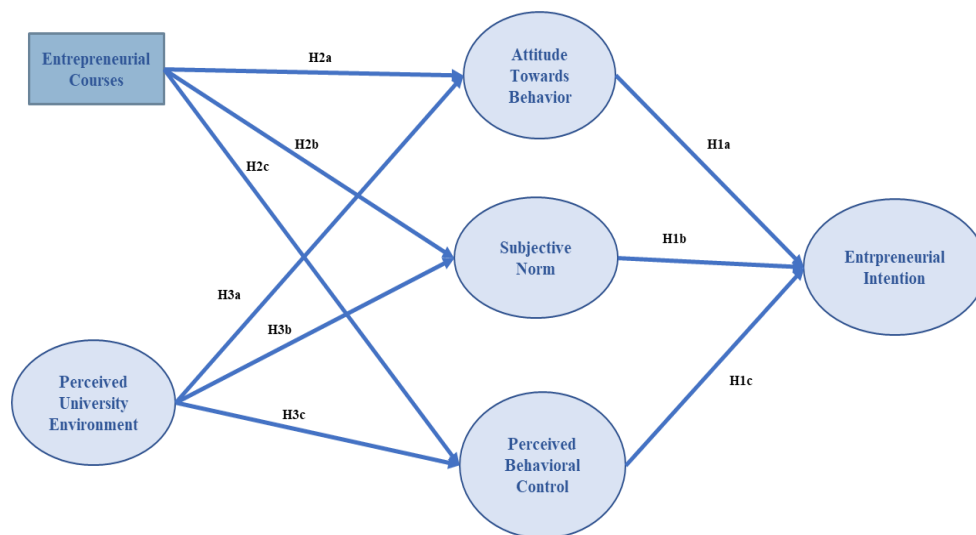 Entrepreneurial
Courses
H2a
Attitude
Towards
Behavior
H1a
H2b
H2c
Subjective
Norm
H1b
Entrpreneurial
Intention
H3a
H3b
Perceived
University
Environment
H3c
H1c
Perceived
Behavioral
Control